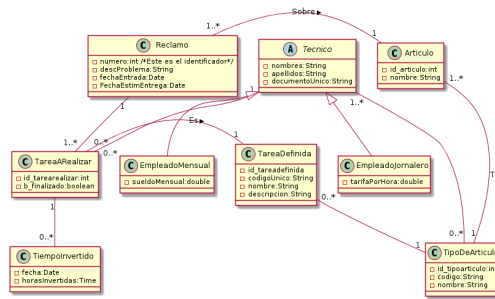 Sobre
1..*
1
Reclamo
numero:int /*Este es el identificador*/
descProblema:String
fechaEntrada:Date
FechaEstimEntrega:Date
Tecnico
nombres:String
apellidos:String
documentoUnico:String
Articulo
id_articulo:int
nombre:String
1
1
1..*
1..*
Es
1..*
0..*
0..*
1
TareaARealizar
id_tarearealizar:int
b_finalizado:boolean
EmpleadoMensual
sueldoMensual:double
TareaDefinida
id_tareadefinida
codigoUnico:String
nombre:String
descripcion:String
EmpleadoJornalero
tarifaPorHora:double
T
1
0..*
0..*
1
0..*
1
TiempoInvertido
fecha:Date
horasInvertidas:Time
TipoDeArticulo
id_tipoarticulo:int
codigo:String
nombre:String